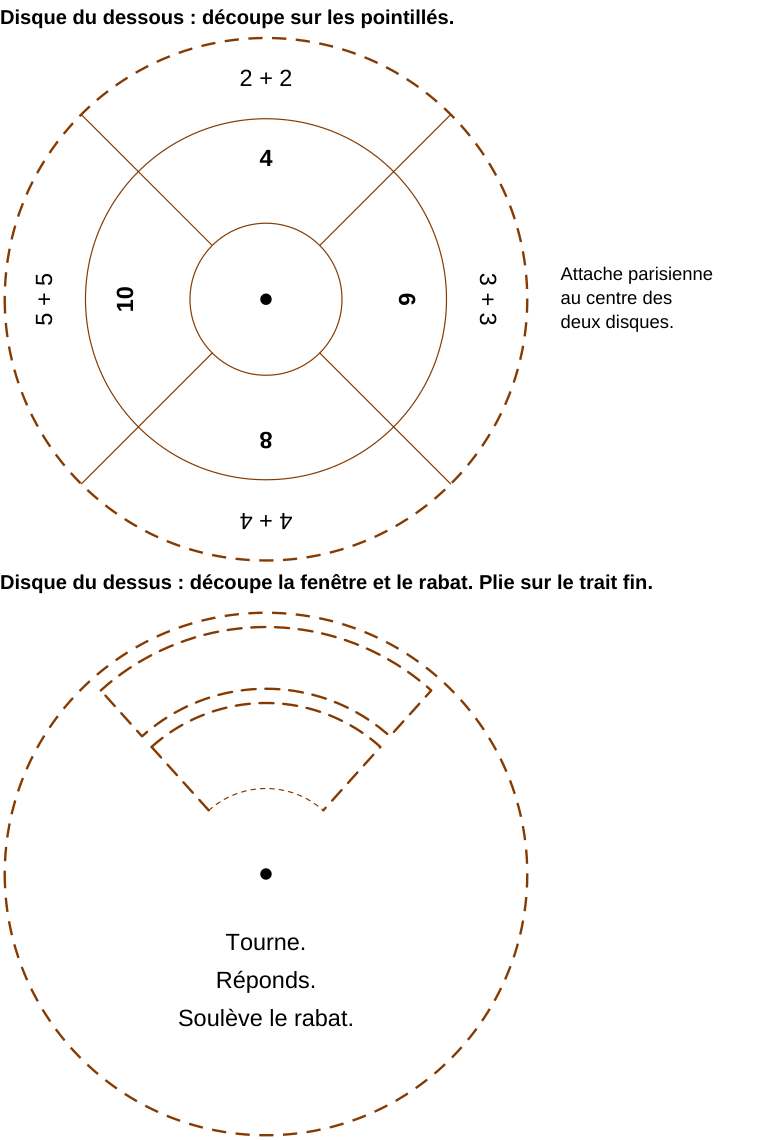 Disque du dessous : découpe sur les pointillés.
2 + 2
4
5 + 5
10
6
3 + 3
Attache parisienne
au centre des
deux disques.
8
4 + 4
Disque du dessus : découpe la fenêtre et le rabat. Plie sur le trait fin.
Tourne.
Réponds.
Soulève le rabat.